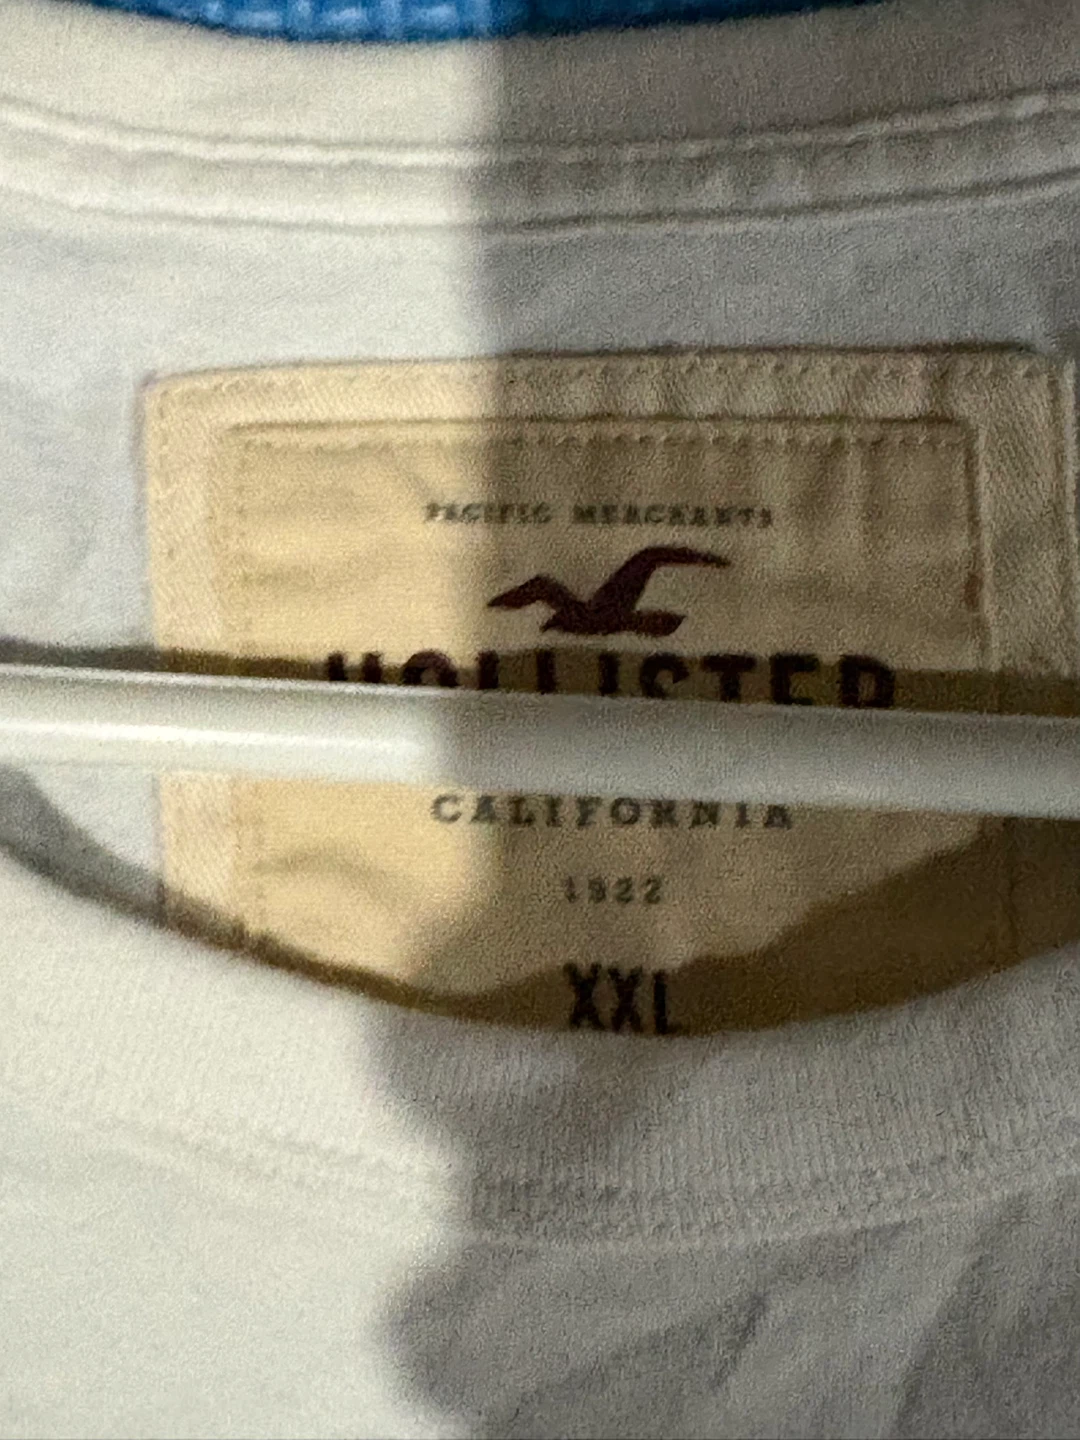 PACIFIC MERCHANTS
HOLLISTER
CALIFORNIA
1922
XXL